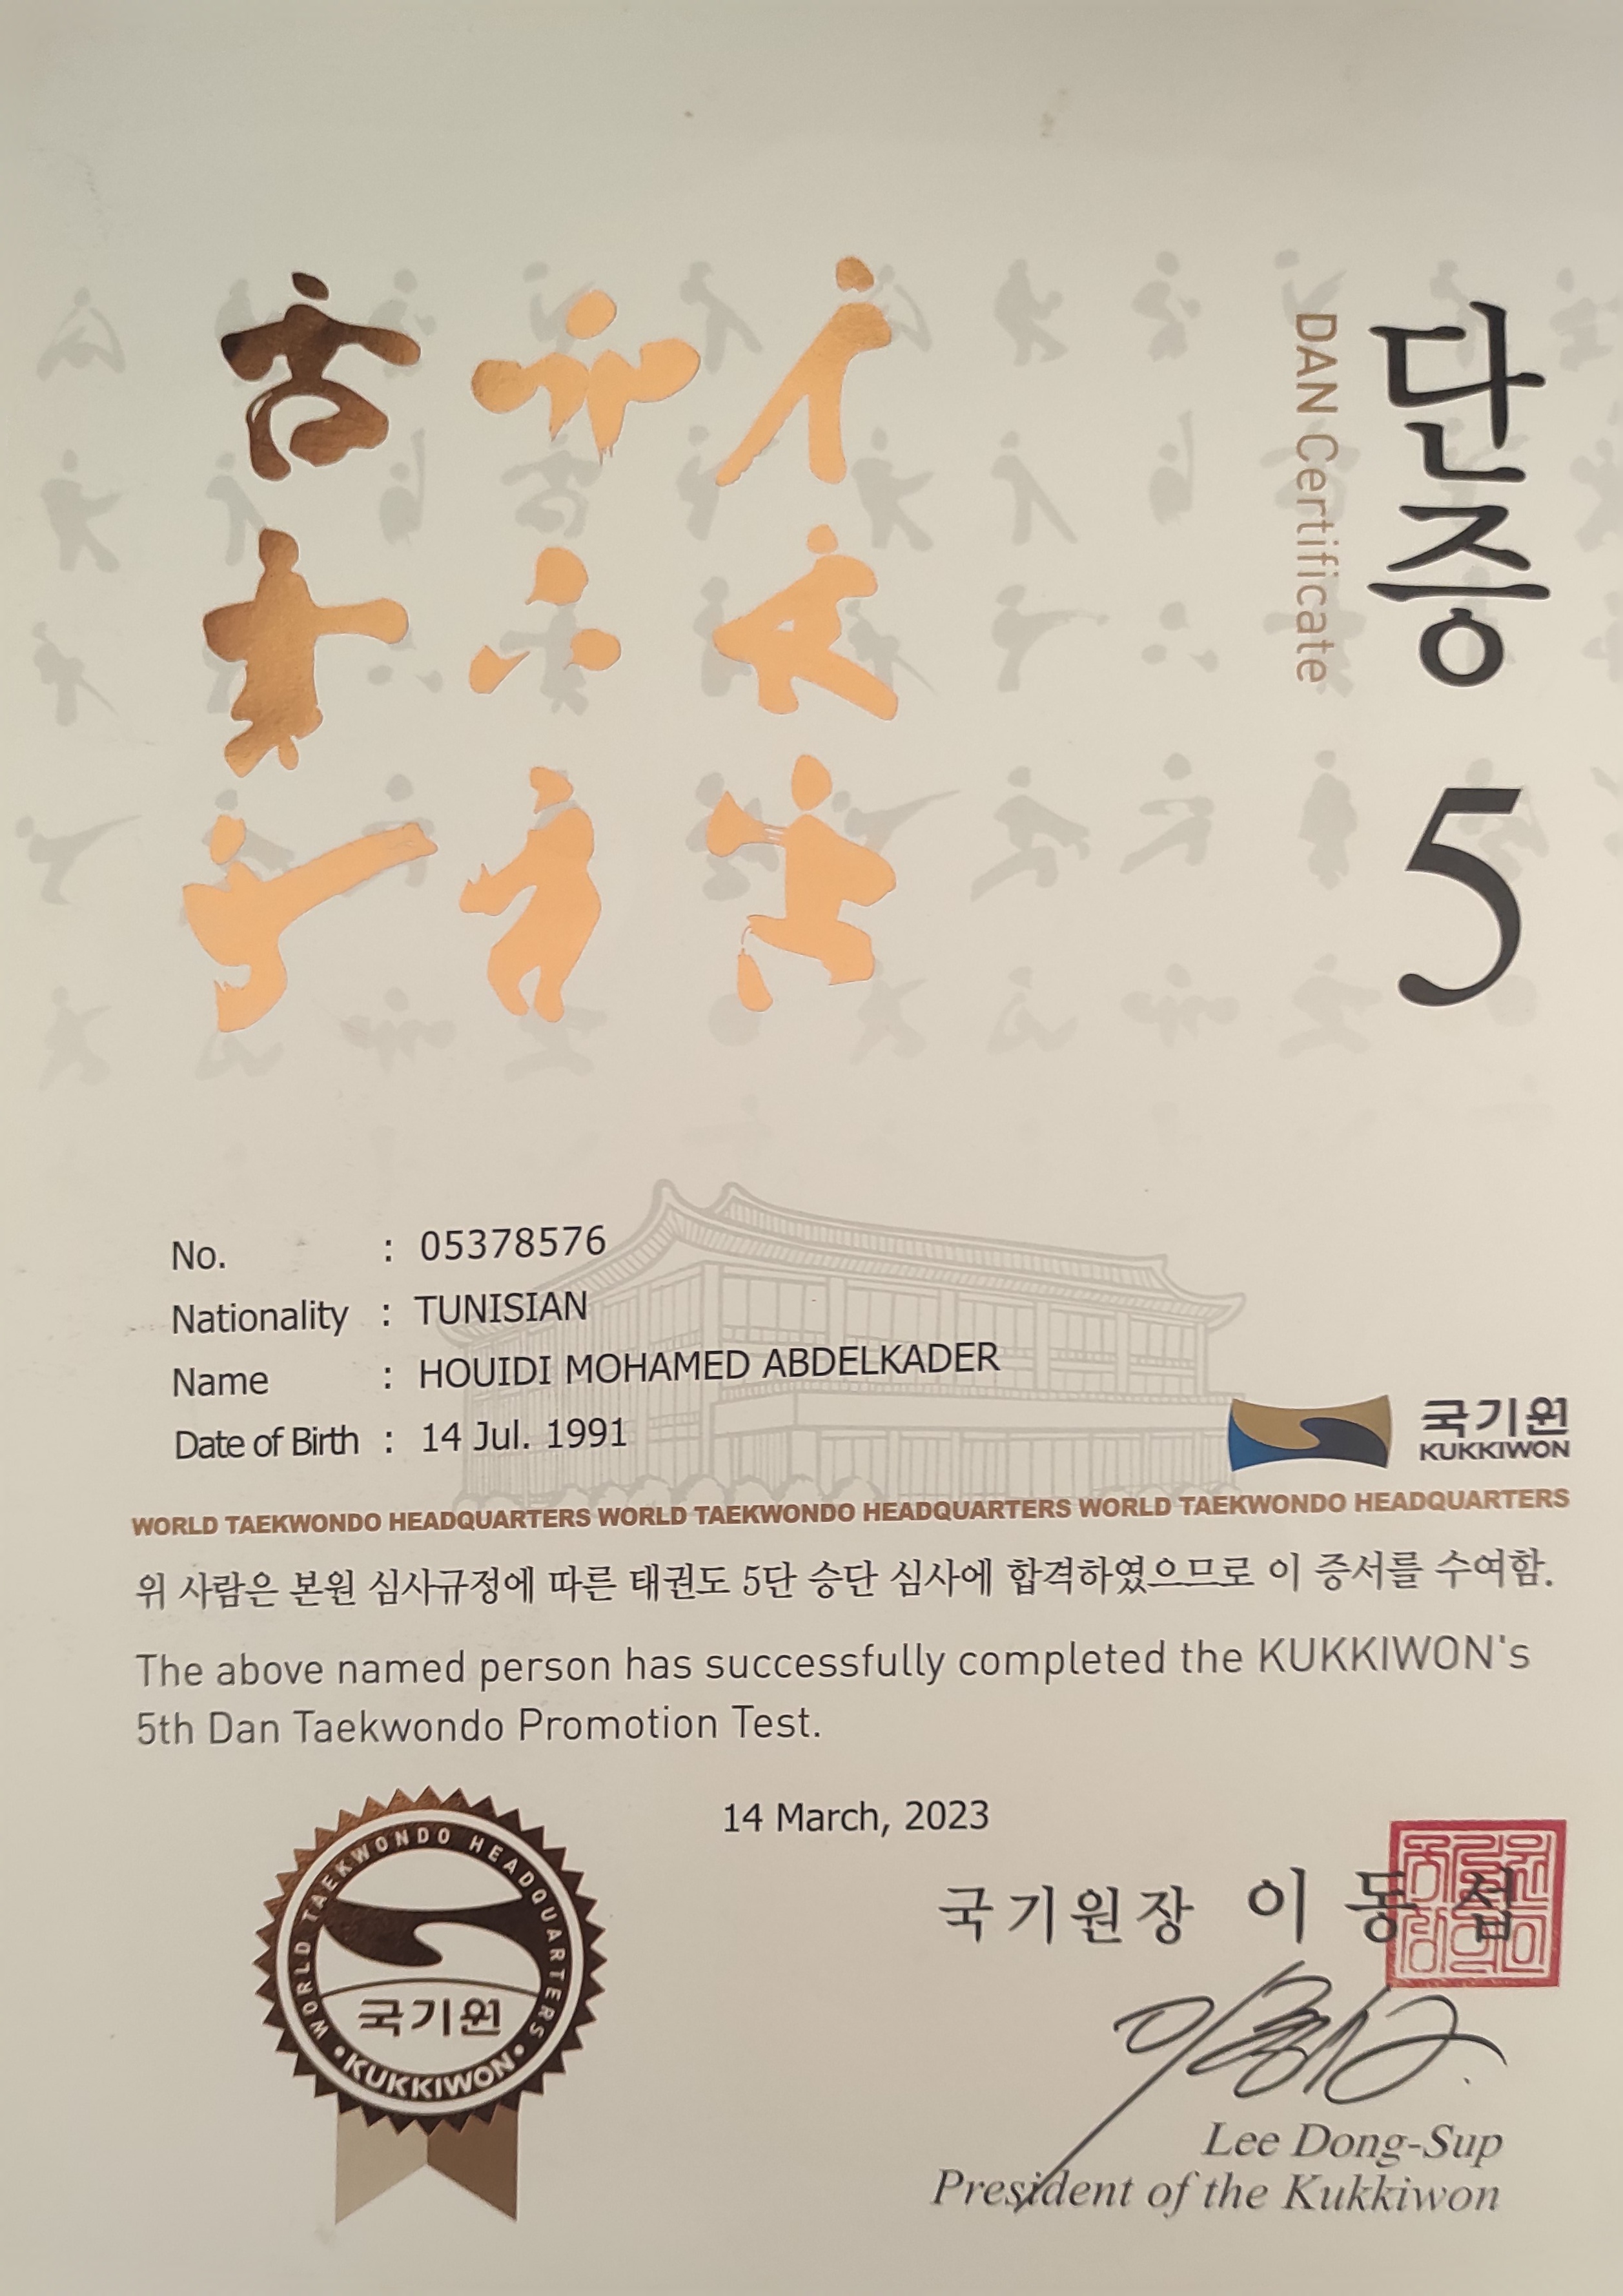 단증 5
DAN Certificate
No. : 05378576
Nationality : TUNISIAN
Name : HOUIDI MOHAMED ABDELKADER
Date of Birth : 14 Jul. 1991
국기원
KUKKIWON
WORLD TAEKWONDO HEADQUARTERS WORLD TAEKWONDO HEADQUARTERS WORLD TAEKWONDO HEADQUARTERS
위 사람은 본원 심사규정에 따른 태권도 5단 승단 심사에 합격하였으므로 이 증서를 수여함.
The above named person has successfully completed the KUKKIWON's
5th Dan Taekwondo Promotion Test.
14 March, 2023
WORLD TAEKWONDO HEADQUARTERS
국기원
•KUKKIWON•
국기원장 이동섭
Lee Dong-Sup
President of the Kukkiwon